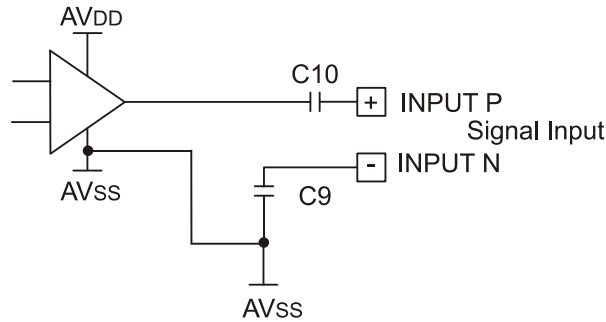 AVDD
C10
+ INPUT P
Signal Input
- INPUT N
AVSS
C9
AVSS